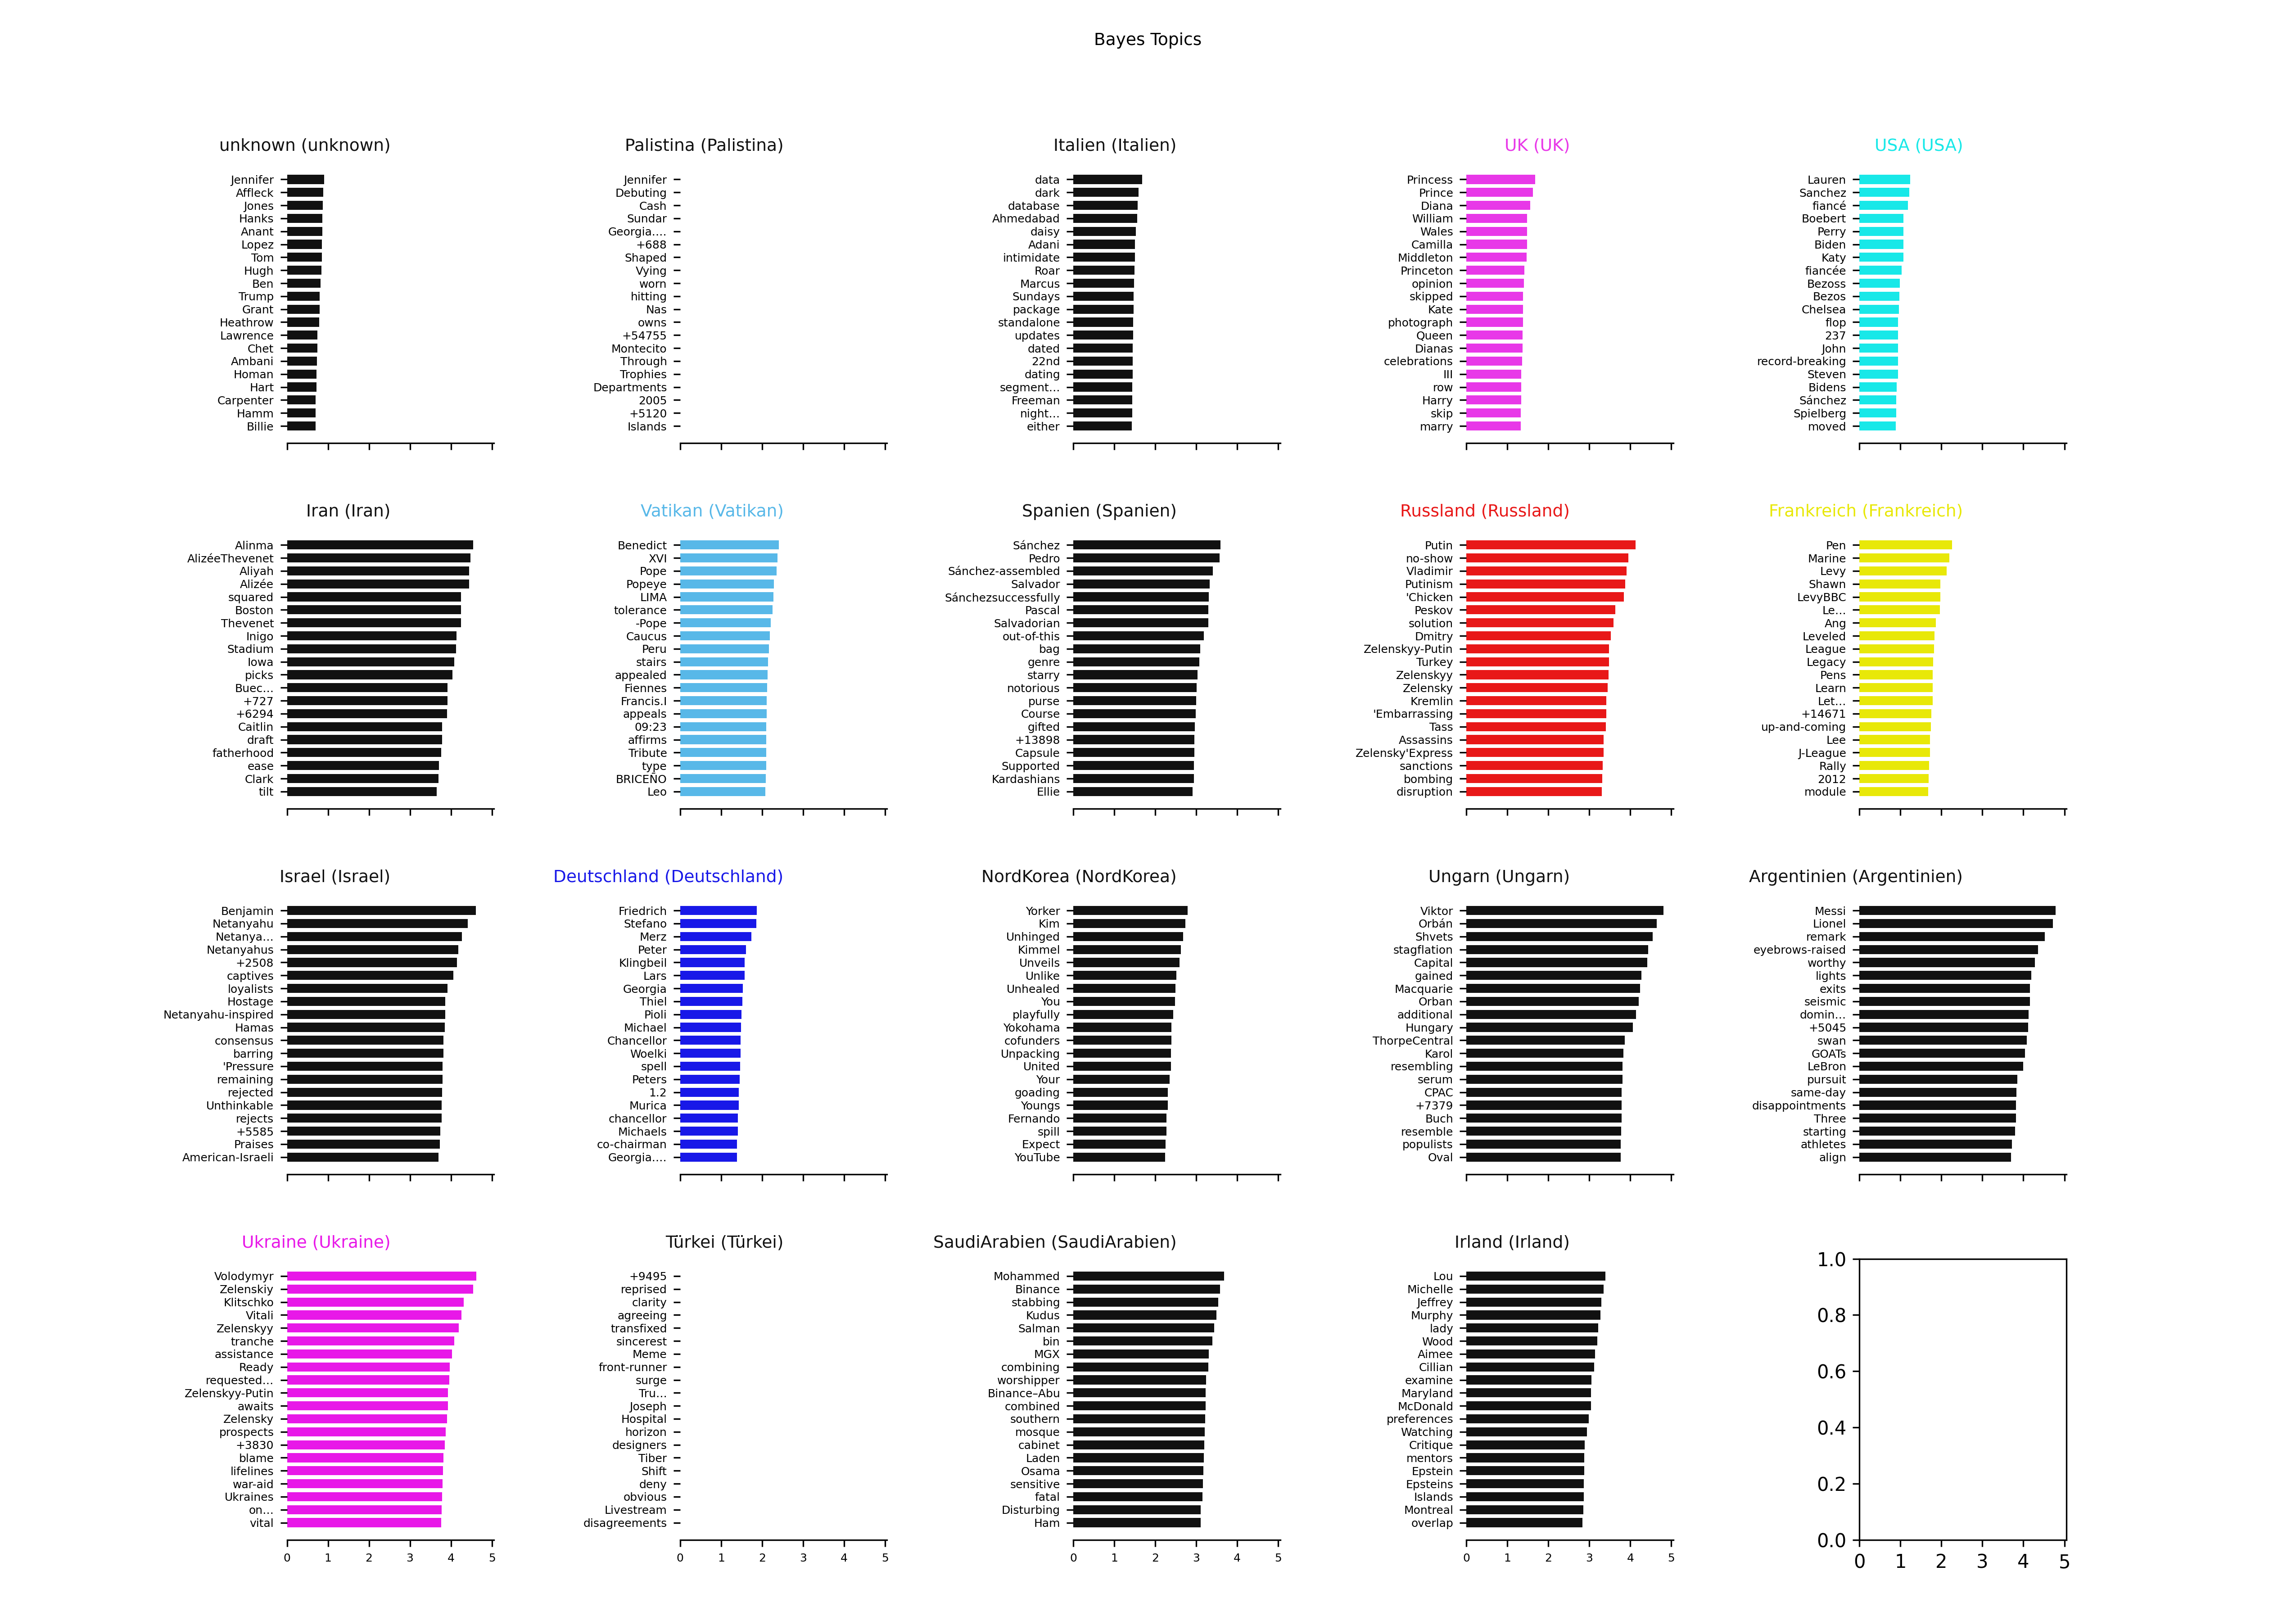 Bayes Topics
unknown (unknown)
Jennifer
Affleck
Jones
Hanks
Anant
Lopez
Tom
Hugh
Ben
Trump
Grant
Heathrow
Lawrence
Chet
Ambani
Homan
Hart
Carpenter
Hamm
Billie
Palistina (Palistina)
Jennifer
Debuting
Cash
Sundar
Georgia....
+688
Shaped
Vying
worn
hitting
Nas
owns
+54755
Montecito
Through
Trophies
Departments
2005
+5120
Islands
Italien (Italien)
data
dark
database
Ahmedabad
daisy
Adani
intimidate
Roar
Marcus
Sundays
package
standalone
updates
dated
22nd
dating
segment...
Freeman
night...
either
UK (UK)
Princess
Prince
Diana
William
Wales
Camilla
Middleton
Princeton
opinion
skipped
Kate
photograph
Queen
Dianas
celebrations
III
row
Harry
skip
marry
USA (USA)
Lauren
Sanchez
fiancé
Boebert
Perry
Biden
Katy
fiancée
Bezoss
Bezos
Chelsea
flop
237
John
record-breaking
Steven
Bidens
Sánchez
Spielberg
moved
Iran (Iran)
Alinma
AlizéeThevenet
Aliyah
Alizée
squared
Boston
Thevenet
Inigo
Stadium
Iowa
picks
Buec...
+727
+6294
Caitlin
draft
fatherhood
ease
Clark
tilt
Vatikan (Vatikan)
Benedict
XVI
Pope
Popeye
LIMA
tolerance
-Pope
Caucus
Peru
stairs
appealed
Fiennes
Francis.I
appeals
09:23
affirms
Tribute
type
BRICEÑO
Leo
Spanien (Spanien)
Sánchez
Pedro
Sánchez-assembled
Salvador
Sánchezsuccessfully
Pascal
Salvadorian
out-of-this
bag
genre
starry
notorious
purse
Course
gifted
+13898
Capsule
Supported
Kardashians
Ellie
Russland (Russland)
Putin
no-show
Vladimir
Putinism
'Chicken
Peskov
solution
Dmitry
Zelenskyy-Putin
Turkey
Zelenskyy
Zelensky
Kremlin
'Embarrassing
Tass
Assassins
Zelensky'Express
sanctions
bombing
disruption
Frankreich (Frankreich)
Pen
Marine
Levy
Shawn
LevyBBC
Le...
Ang
Leveled
League
Legacy
Pens
Learn
Let...
+14671
up-and-coming
Lee
J-League
Rally
2012
module
Israel (Israel)
Benjamin
Netanyahu
Netanya...
Netanyahus
+2508
captives
loyalists
Hostage
Netanyahu-inspired
Hamas
consensus
barring
'Pressure
remaining
rejected
Unthinkable
rejects
+5585
Praises
American-Israeli
Deutschland (Deutschland)
Friedrich
Stefano
Merz
Peter
Klingbeil
Lars
Georgia
Thiel
Pioli
Michael
Chancellor
Woelki
spell
Peters
1.2
Murica
chancellor
Michaels
co-chairman
Georgia....
NordKorea (NordKorea)
Yorker
Kim
Unhinged
Kimmel
Unveils
Unlike
Unhealed
You
playfully
Yokohama
cofunders
Unpacking
United
Your
goading
Youngs
Fernando
spill
Expect
YouTube
Ungarn (Ungarn)
Viktor
Orbán
Shvets
stagflation
Capital
gained
Macquarie
Orban
additional
Hungary
ThorpeCentral
Karol
resembling
serum
CPAC
+7379
Buch
resemble
populists
Oval
Argentinien (Argentinien)
Messi
Lionel
remark
eyebrows-raised
worthy
lights
exits
seismic
domin...
+5045
swan
GOATs
LeBron
pursuit
same-day
disappointments
Three
starting
athletes
align
Ukraine (Ukraine)
Volodymyr
Zelenskiy
Klitschko
Vitali
Zelenskyy
tranche
assistance
Ready
requested...
Zelenskyy-Putin
awaits
Zelensky
prospects
+3830
blame
lifelines
war-aid
Ukraines
on...
vital
0 1 2 3 4 5
Türkei (Türkei)
+9495
reprised
clarity
agreeing
transfixed
sincerest
Meme
front-runner
surge
Tru...
Joseph
Hospital
horizon
designers
Tiber
Shift
deny
obvious
Livestream
disagreements
0 1 2 3 4 5
SaudiArabien (SaudiArabien)
Mohammed
Binance
stabbing
Kudus
Salman
bin
MGX
combining
worshipper
Binance–Abu
combined
southern
mosque
cabinet
Laden
Osama
sensitive
fatal
Disturbing
Ham
0 1 2 3 4 5
Irland (Irland)
Lou
Michelle
Jeffrey
Murphy
lady
Wood
Aimee
Cillian
examine
Maryland
McDonald
preferences
Watching
Critique
mentors
Epstein
Epsteins
Islands
Montreal
overlap
0 1 2 3 4 5
1.0
0.8
0.6
0.4
0.2
0.0
0 1 2 3 4 5